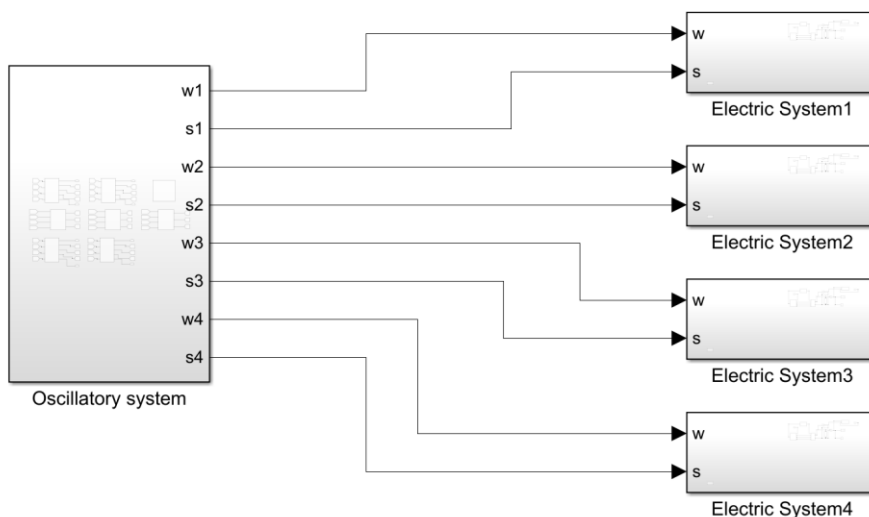 w1
s1
w2
s2
w3
s3
w4
s4
Oscillatory system
w
s
Electric System1
w
s
Electric System2
w
s
Electric System3
w
s
Electric System4